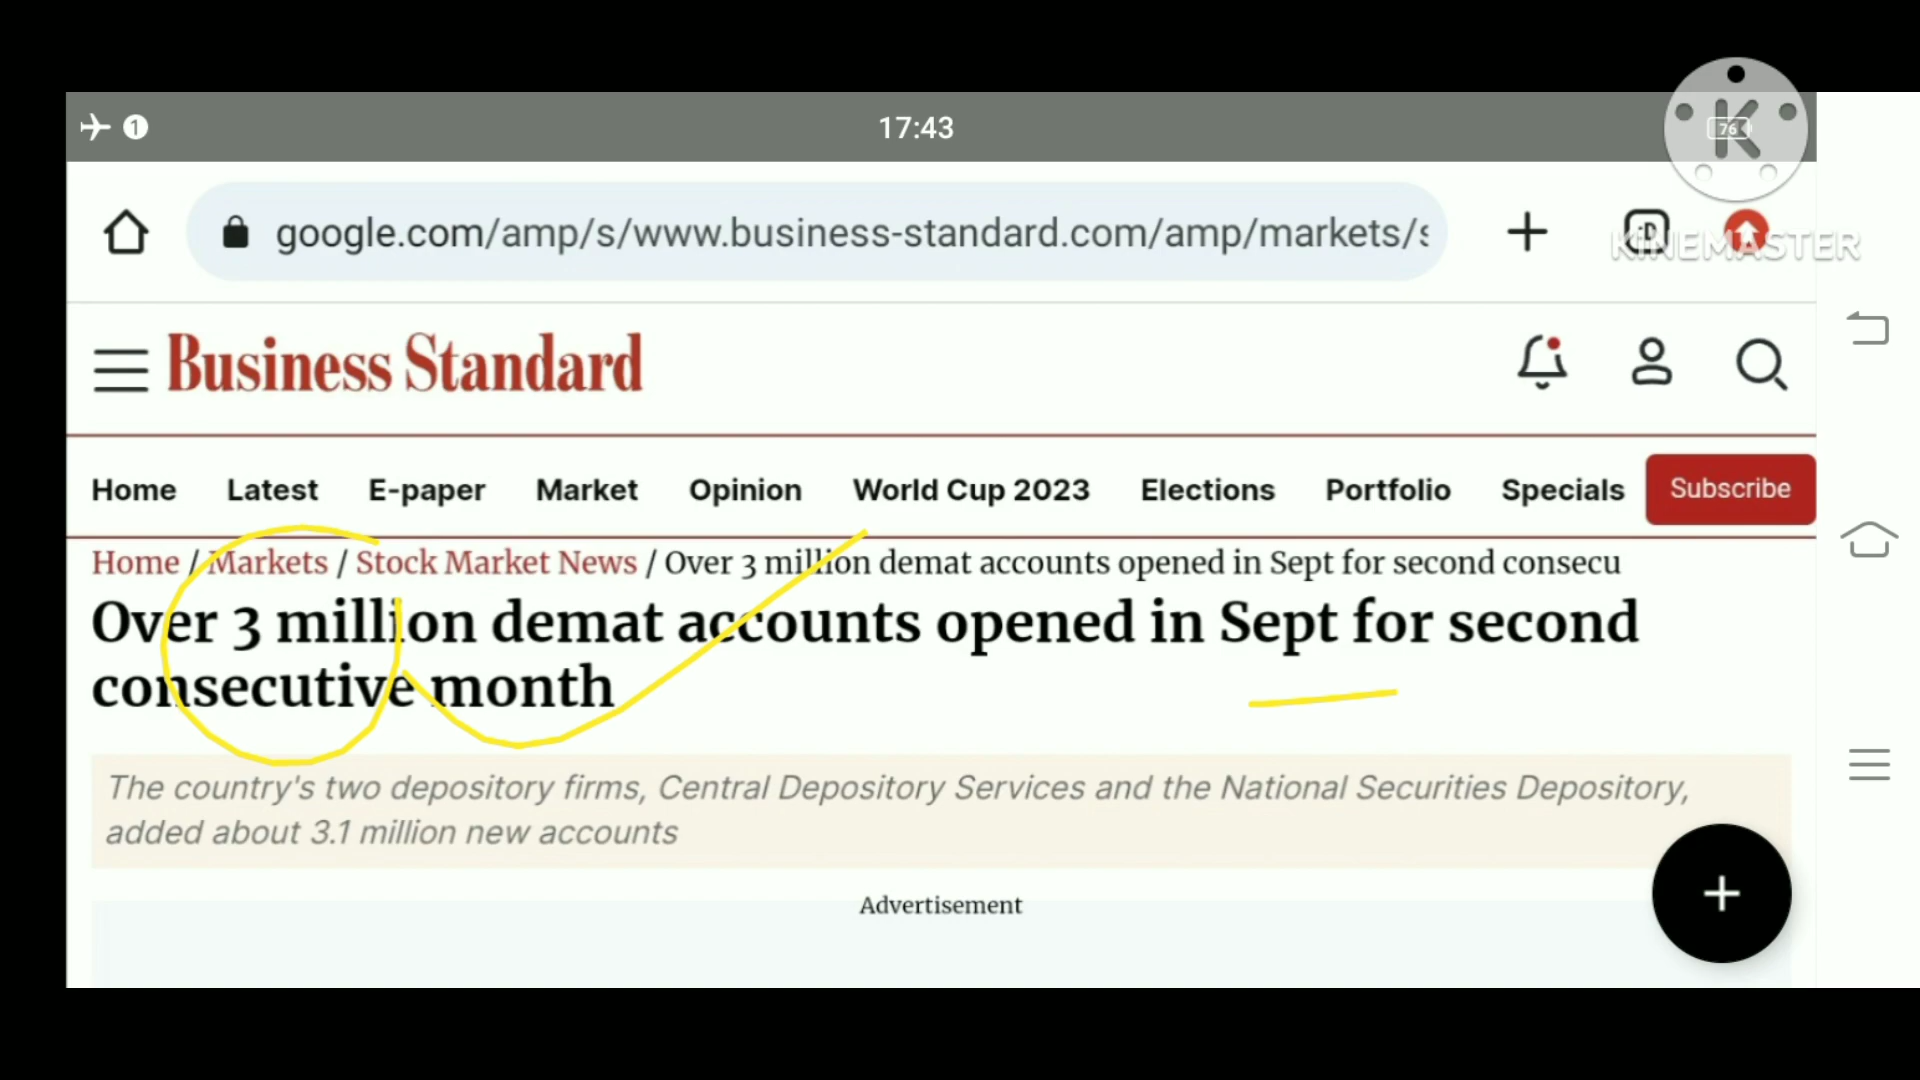 1
17:43
76
K
google.com/amp/s/www.business-standard.com/amp/markets/s
:D
KINEMASTER
Business Standard
Home Latest E-paper Market Opinion World Cup 2023 Elections Portfolio Specials Subscribe
Home / Markets / Stock Market News / Over 3 million demat accounts opened in Sept for second consecu
Over 3 million demat accounts opened in Sept for second
consecutive month
The country's two depository firms, Central Depository Services and the National Securities Depository,
added about 3.1 million new accounts
Advertisement